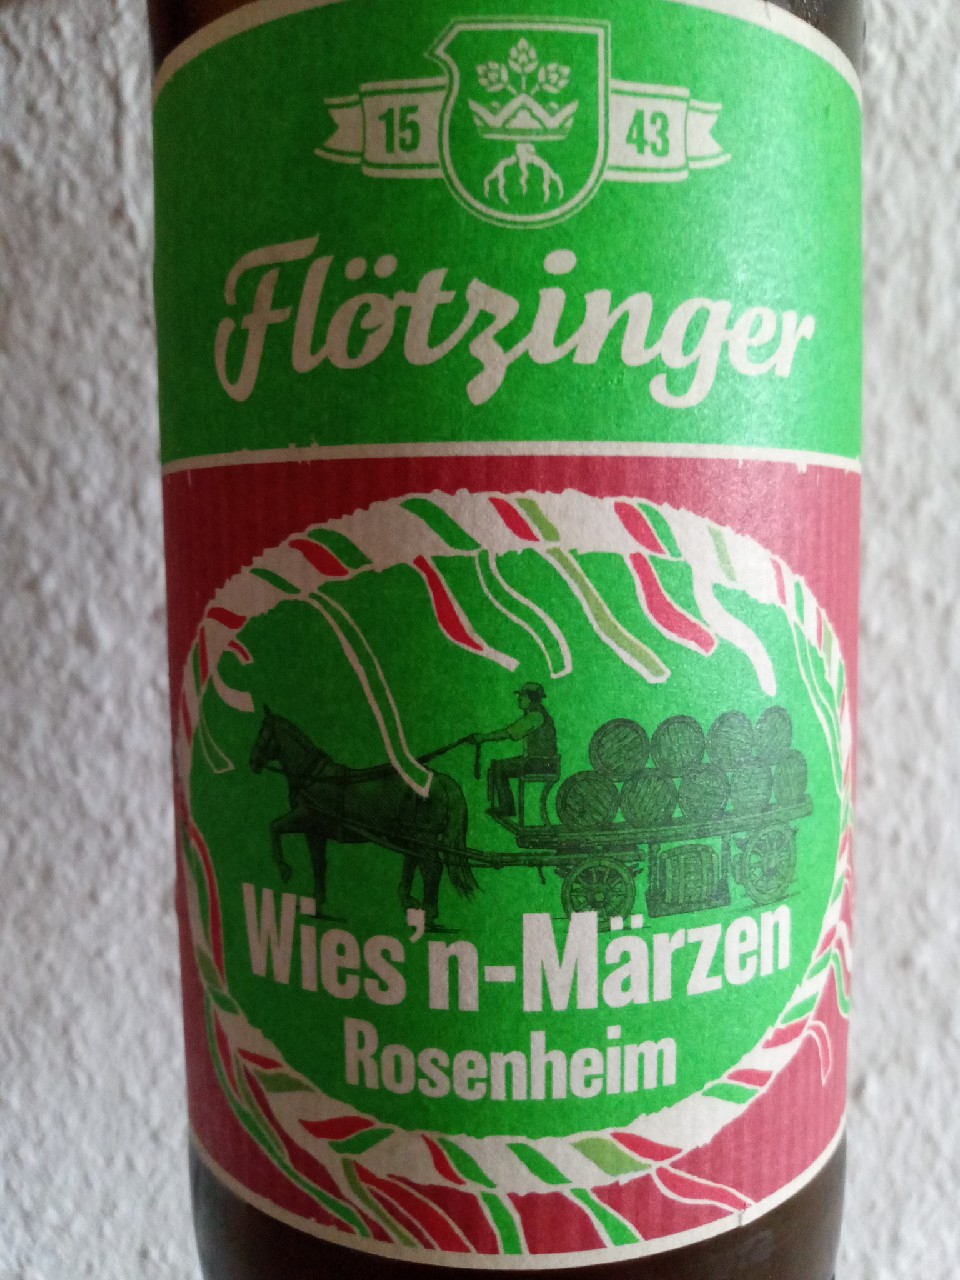 15 43
Flötzinger
Wies'n-Märzen
Rosenheim